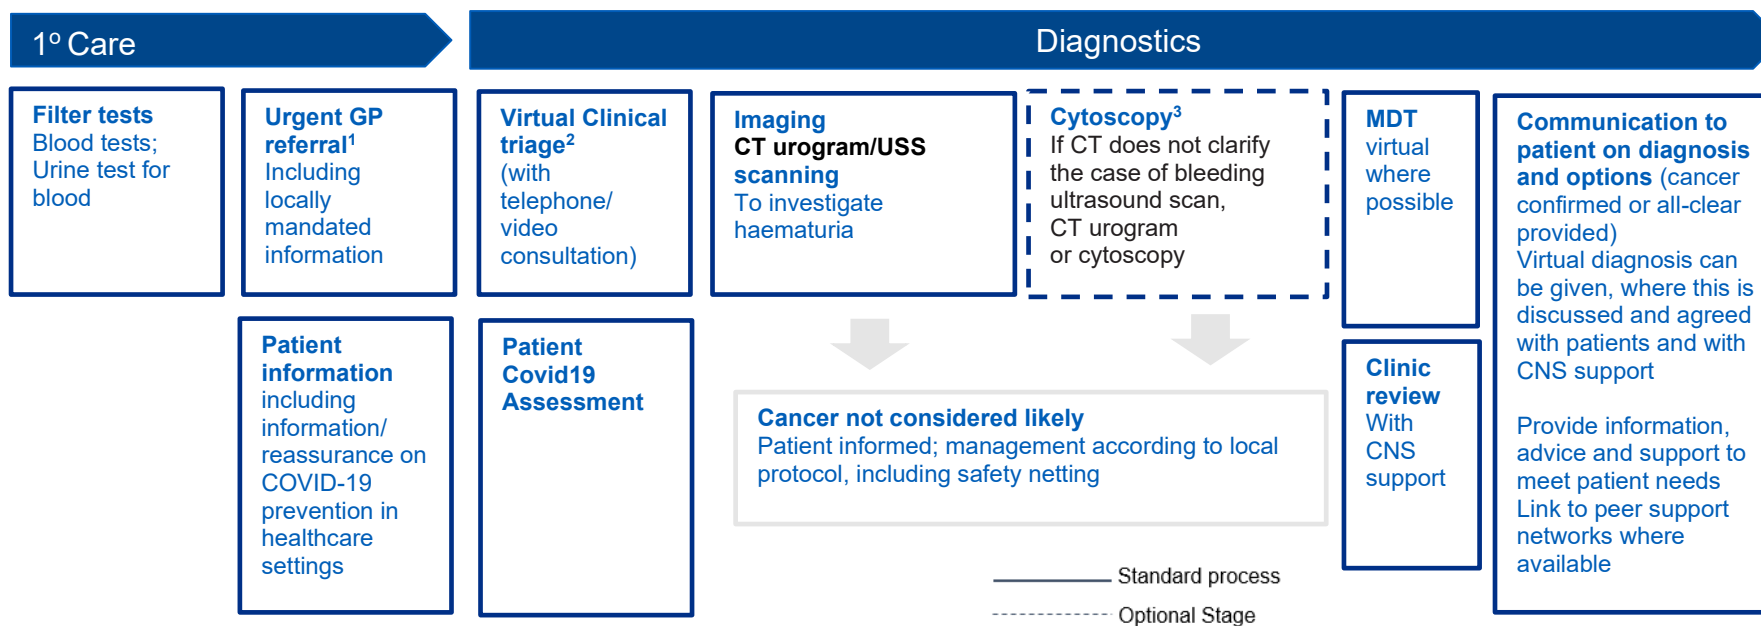 1º Care
Diagnostics
Filter tests
Blood tests;
Urine test for
blood
Urgent GP
referral¹
Including
locally
mandated
information
Patient
information
including
information/
reassurance on
COVID-19
prevention in
healthcare
settings
Virtual Clinical
triage²
(with
telephone/
video
consultation)
Patient
Covid19
Assessment
Imaging
CT urogram/USS
scanning
To investigate
haematuria
Cytoscopy³
If CT does not clarify
the case of bleeding
ultrasound scan,
CT urogram
or cytoscopy
Cancer not considered likely
Patient informed; management according to local
protocol, including safety netting
MDT
virtual
where
possible
Clinic
review
With
CNS
support
Communication to
patient on diagnosis
and options (cancer
confirmed or all-clear
provided)
Virtual diagnosis can
be given, where this is
discussed and agreed
with patients and with
CNS support
Provide information,
advice and support to
meet patient needs
Link to peer support
networks where
available
Standard process
Optional Stage